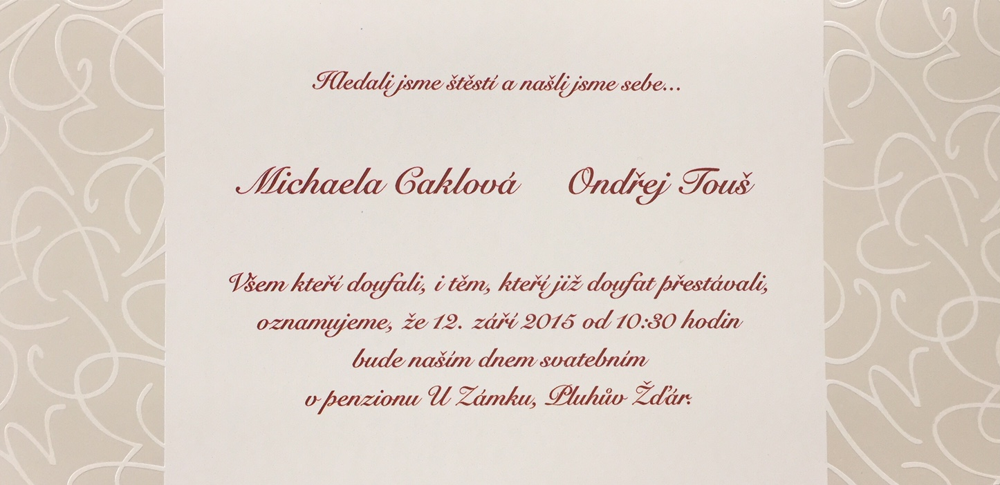 Hledali jsme štěstí a našli jsme sebe...
Michaela Caklová Ondřej Touš
Všem kteří doufali, i těm, kteří již doufat přestávali,
oznamujeme, že 12. září 2015 od 10:30 hodin
bude naším dnem svatebním
v penzionu U Zámku, Pluhův Žďár.